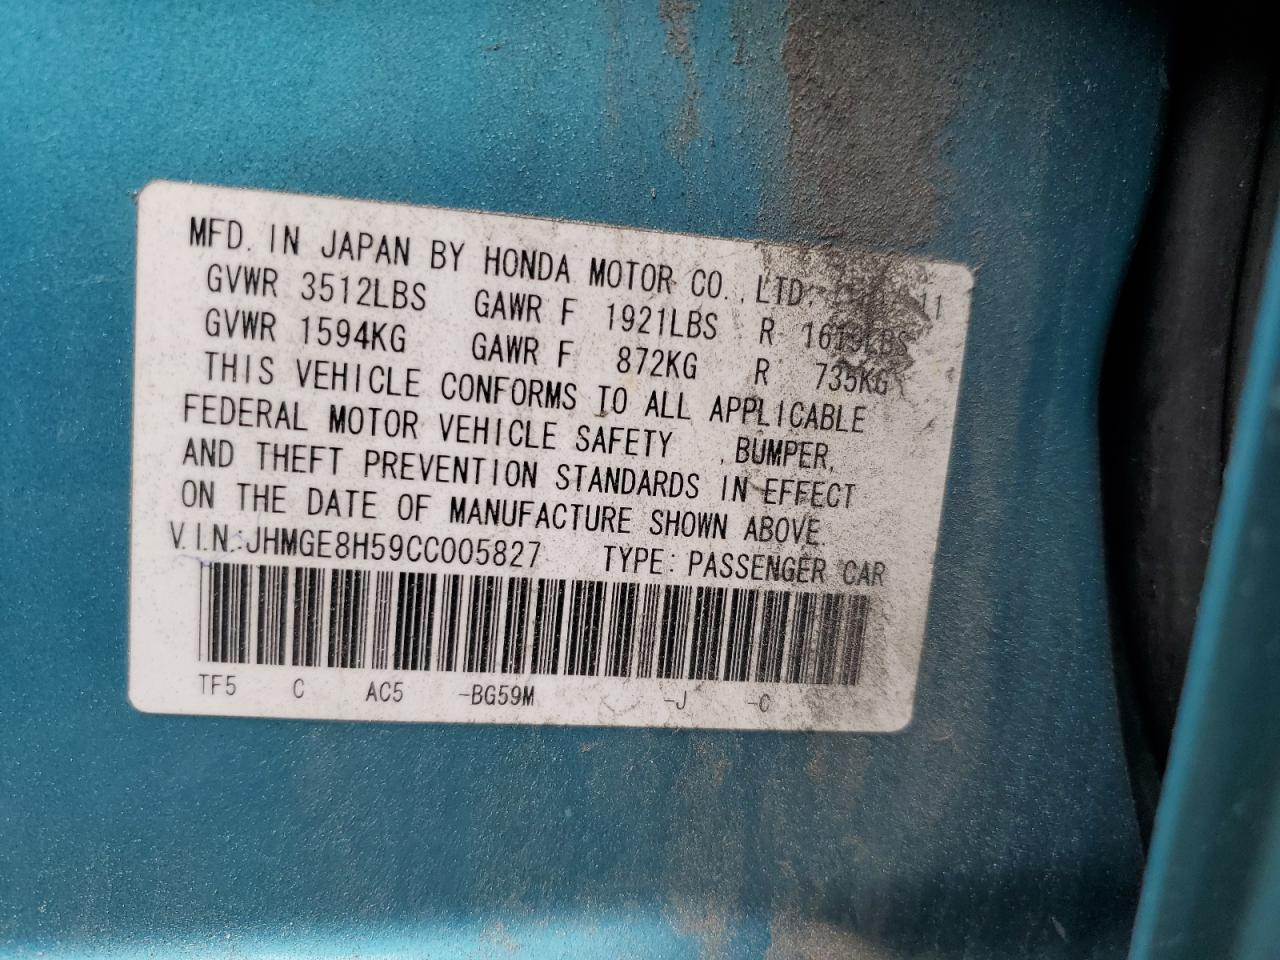 MFD. IN JAPAN BY HONDA MOTOR CO., LTD. 11
GVWR 3512LBS GAWR F 1921LBS R 1619LBS
GVWR 1594KG GAWR F 872KG R 735KG
THIS VEHICLE CONFORMS TO ALL APPLICABLE
FEDERAL MOTOR VEHICLE SAFETY , BUMPER,
AND THEFT PREVENTION STANDARDS IN EFFECT
ON THE DATE OF MANUFACTURE SHOWN ABOVE.
V.I.N.:JHMGE8H59CC005827 TYPE: PASSENGER CAR
TF5 C AC5 -BG59M -J -C